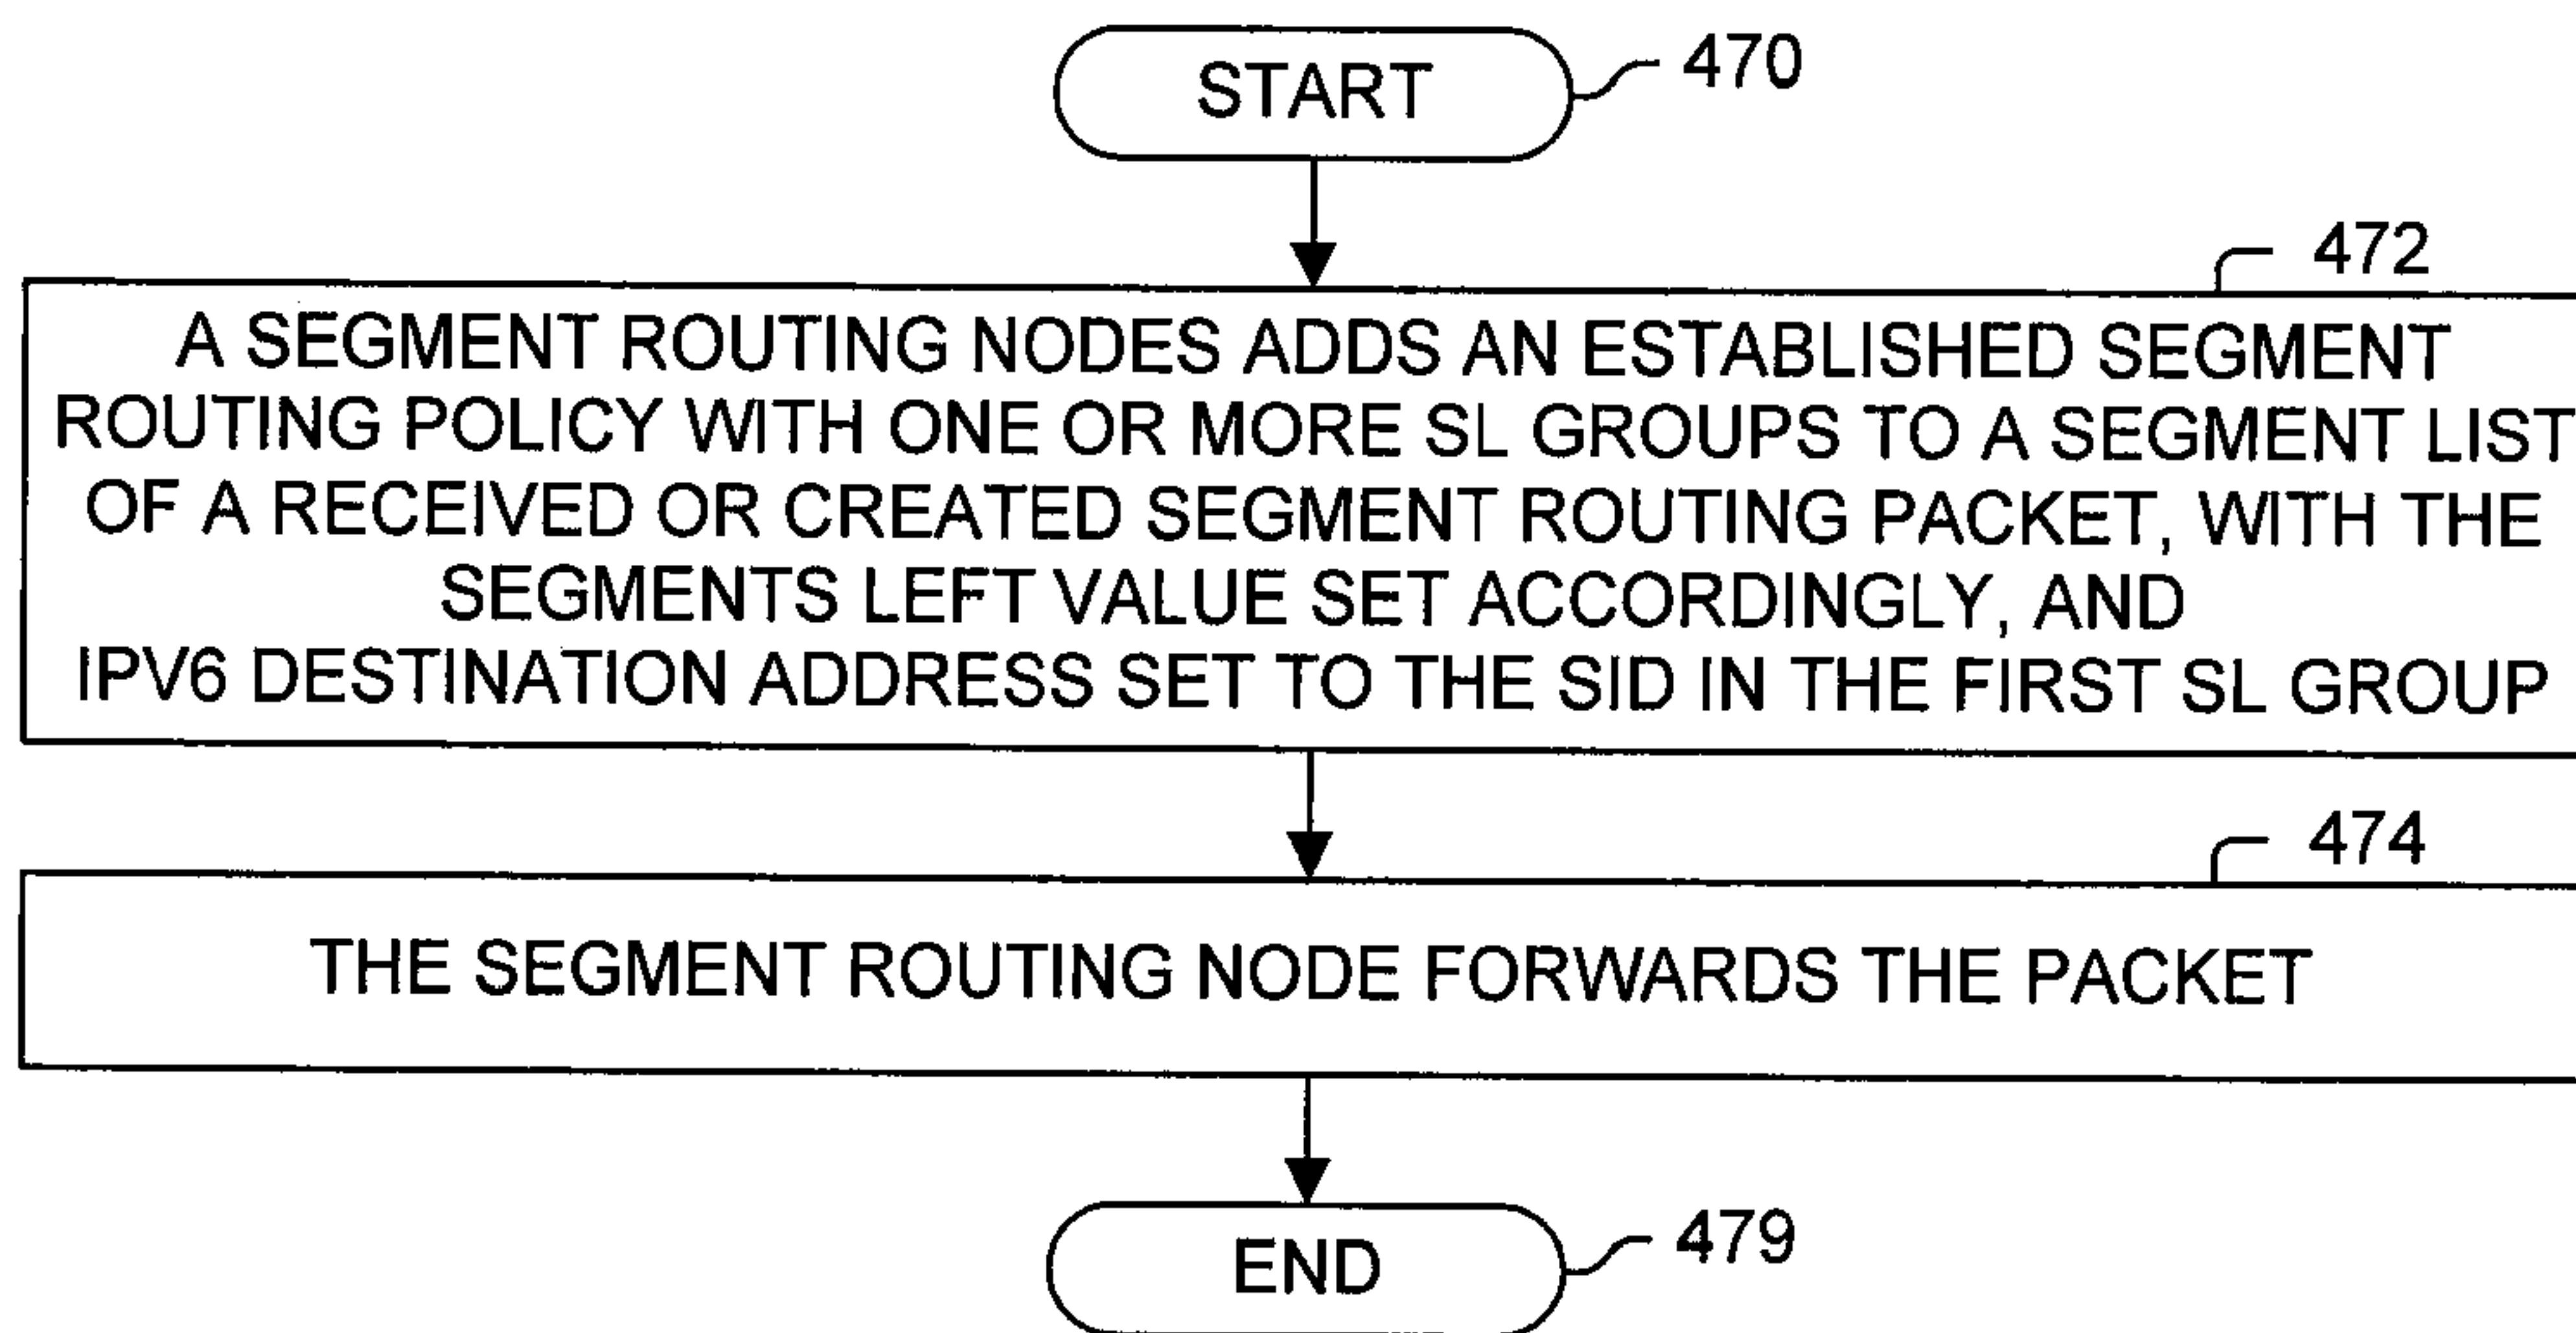 START
470
472
A SEGMENT ROUTING NODES ADDS AN ESTABLISHED SEGMENT
ROUTING POLICY WITH ONE OR MORE SL GROUPS TO A SEGMENT LIST
OF A RECEIVED OR CREATED SEGMENT ROUTING PACKET, WITH THE
SEGMENTS LEFT VALUE SET ACCORDINGLY, AND
IPV6 DESTINATION ADDRESS SET TO THE SID IN THE FIRST SL GROUP
474
THE SEGMENT ROUTING NODE FORWARDS THE PACKET
END
479